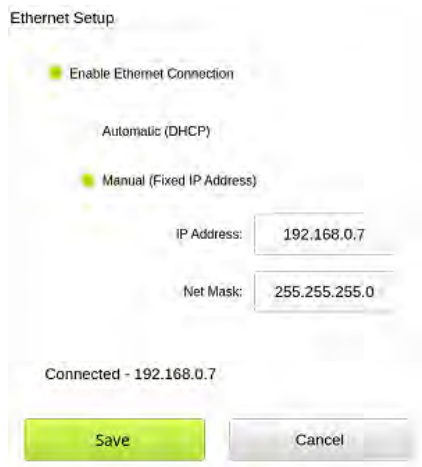 Ethernet Setup
Enable Ethernet Connection
Automatic (DHCP)
Manual (Fixed IP Address)
IP Address: 192.168.0.7
Net Mask: 255.255.255.0
Connected - 192.168.0.7
Save Cancel